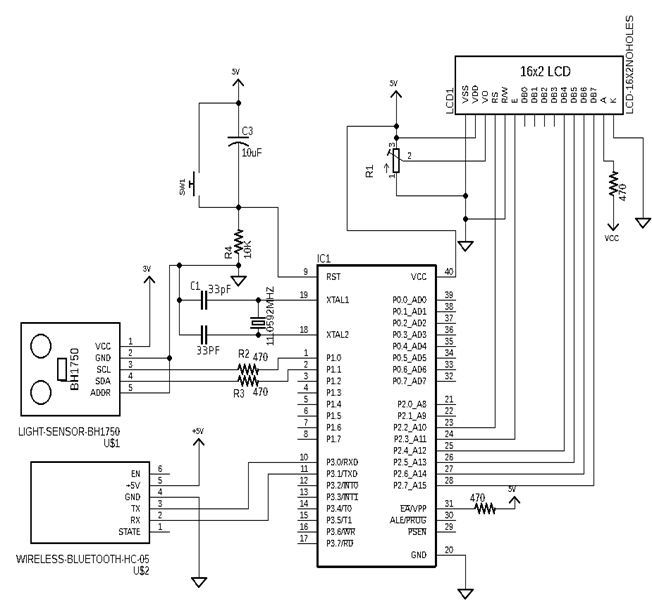 16x2 LCD
LCD1
LCD-16X2NOHOLES
VSS
VDD
VO
RS
R/W
E
DB0
DB1
DB2
DB3
DB4
DB5
DB6
DB7
A
K
5V
C3
10uF
SW1
R4
10K
5V
R1
3
2
1
470
VCC
3V
C1
33pF
33PF
11.0592MHZ
IC1
9 RST
19 XTAL1
18 XTAL2
1 P1.0
2 P1.1
3 P1.2
4 P1.3
5 P1.4
6 P1.5
7 P1.6
8 P1.7
10 P3.0/RXD
11 P3.1/TXD
12 P3.2/INT0
13 P3.3/INT1
14 P3.4/T0
15 P3.5/T1
16 P3.6/WR
17 P3.7/RD
VCC 40
P0.0_AD0 39
P0.1_AD1 38
P0.2_AD2 37
P0.3_AD3 36
P0.4_AD4 35
P0.5_AD5 34
P0.6_AD6 33
P0.7_AD7 32
P2.0_A8 21
P2.1_A9 22
P2.2_A10 23
P2.3_A11 24
P2.4_A12 25
P2.5_A13 26
P2.6_A14 27
P2.7_A15 28
EA/VPP 31
ALE/PROG 30
PSEN 29
GND 20
470
5V
R2 470
R3 470
BH1750
VCC 1
GND 2
SCL 3
SDA 4
ADDR 5
LIGHT-SENSOR-BH1750
U$1
+5V
EN 6
+5V 5
GND 4
TX 3
RX 2
STATE 1
WIRELESS-BLUETOOTH-HC-05
U$2